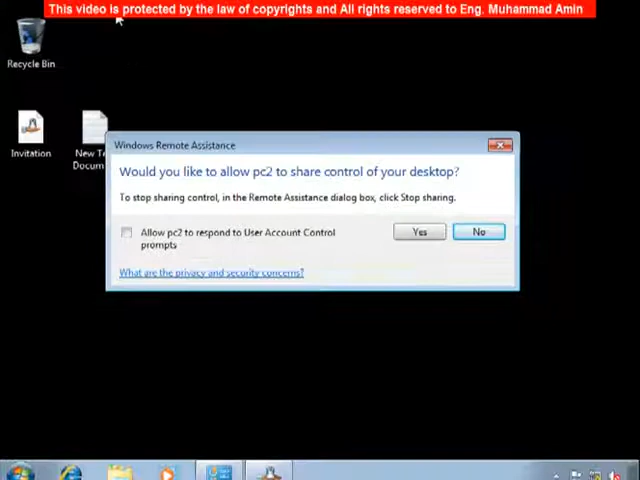 This video is protected by the law of copyrights and All rights reserved to Eng. Muhammad Amin
Recycle Bin
Invitation
New Te
Docum
Windows Remote Assistance
Would you like to allow pc2 to share control of your desktop?
To stop sharing control, in the Remote Assistance dialog box, click Stop sharing.
Allow pc2 to respond to User Account Control
prompts
Yes
No
What are the privacy and security concerns?